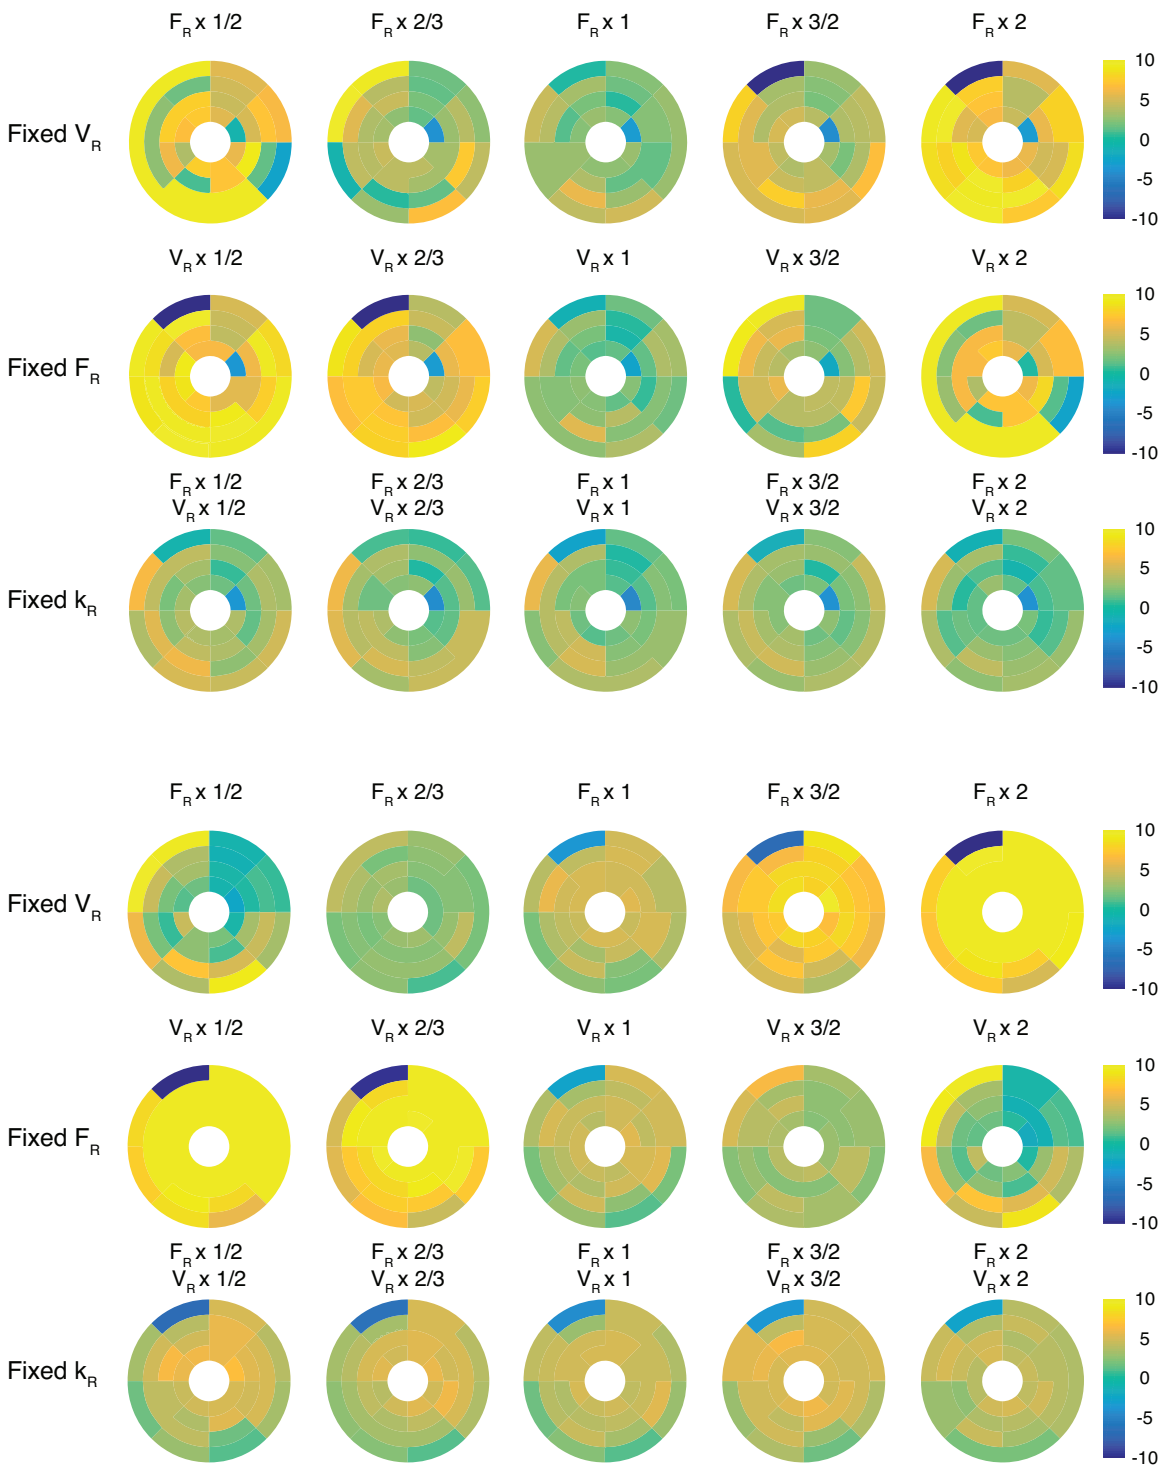 F_R x 1/2 F_R x 2/3 F_R x 1 F_R x 3/2 F_R x 2
Fixed V_R
10
5
0
-5
-10
V_R x 1/2 V_R x 2/3 V_R x 1 V_R x 3/2 V_R x 2
Fixed F_R
10
5
0
-5
-10
F_R x 1/2 F_R x 2/3 F_R x 1 F_R x 3/2 F_R x 2
V_R x 1/2 V_R x 2/3 V_R x 1 V_R x 3/2 V_R x 2
Fixed k_R
10
5
0
-5
-10
F_R x 1/2 F_R x 2/3 F_R x 1 F_R x 3/2 F_R x 2
Fixed V_R
10
5
0
-5
-10
V_R x 1/2 V_R x 2/3 V_R x 1 V_R x 3/2 V_R x 2
Fixed F_R
10
5
0
-5
-10
F_R x 1/2 F_R x 2/3 F_R x 1 F_R x 3/2 F_R x 2
V_R x 1/2 V_R x 2/3 V_R x 1 V_R x 3/2 V_R x 2
Fixed k_R
10
5
0
-5
-10